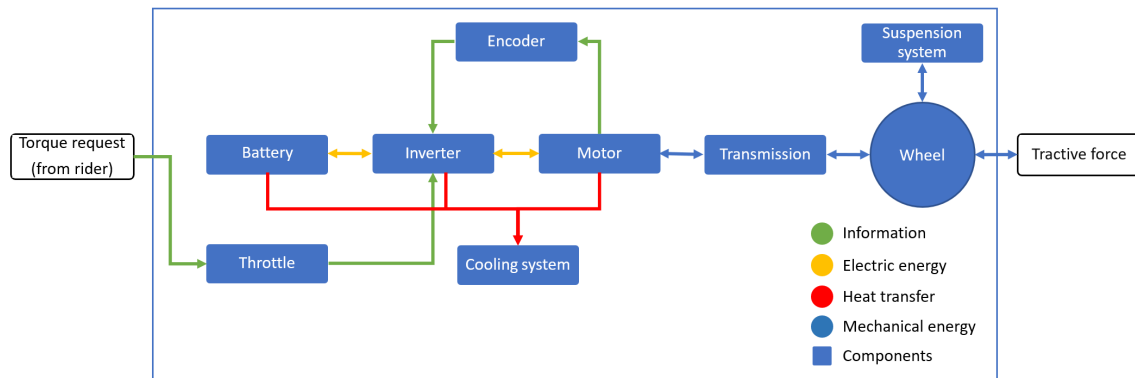 Encoder
Suspension
system
Torque request
(from rider)
Battery
Inverter
Motor
Transmission
Wheel
Tractive force
Throttle
Cooling system
Information
Electric energy
Heat transfer
Mechanical energy
Components